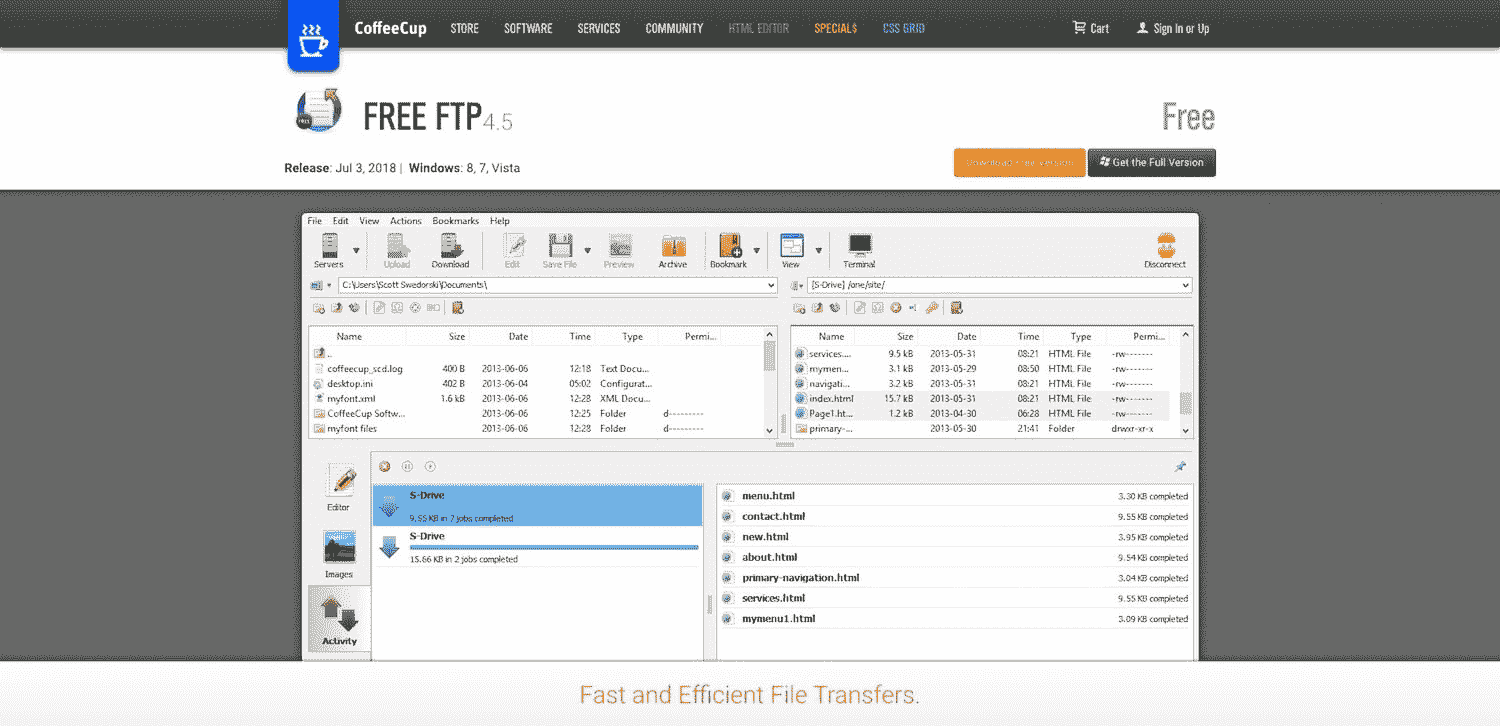 CoffeeCup STORE SOFTWARE SERVICES COMMUNITY HTML EDITOR SPECIALS CSS GRID Cart Sign In or Up
FREE FTP 4.5 Free
Release: Jul 3, 2018 | Windows: 8, 7, Vista
Get the Full Version
File Edit View Actions Bookmarks Help
Servers Upload Download Edit Save File Preview Archive Bookmark View Terminal Disconnect
C:\Users\Scott Swedorski\Documents\ [S-Drive] /one/site/
Name Size Date Time Type Permi... Name Size Date Time Type Permi...
.. services.... 9.5 kB 2013-05-31 08:21 HTML File -rw-------
coffeecup_scd.log 400 B 2013-06-06 12:18 Text Docu... mymen... 3.1 kB 2013-05-29 08:50 HTML File -rw-------
desktop.ini 402 B 2013-06-04 05:02 Configurat... navigati... 3.2 kB 2013-05-31 08:21 HTML File -rw-------
myfont.xml 1.6 kB 2013-06-06 12:28 XML Docu... index.html 15.7 kB 2013-05-31 08:21 HTML File -rw-------
CoffeeCup Softw... 2013-06-06 12:25 Folder d--------- Page1.ht... 1.2 kB 2013-04-30 06:28 HTML File -rw-------
myfont files 2013-06-06 12:28 Folder d--------- primary-... 2013-05-30 21:41 Folder drwxr-xr-x
Editor
Images
Activity
S-Drive
9.55 KB in 7 jobs completed
S-Drive
15.66 KB in 2 jobs completed
menu.html 3.30 KB completed
contact.html 9.55 KB completed
new.html 3.95 KB completed
about.html 9.54 KB completed
primary-navigation.html 3.04 KB completed
services.html 9.55 KB completed
mymenu1.html 3.09 KB completed
Fast and Efficient File Transfers.